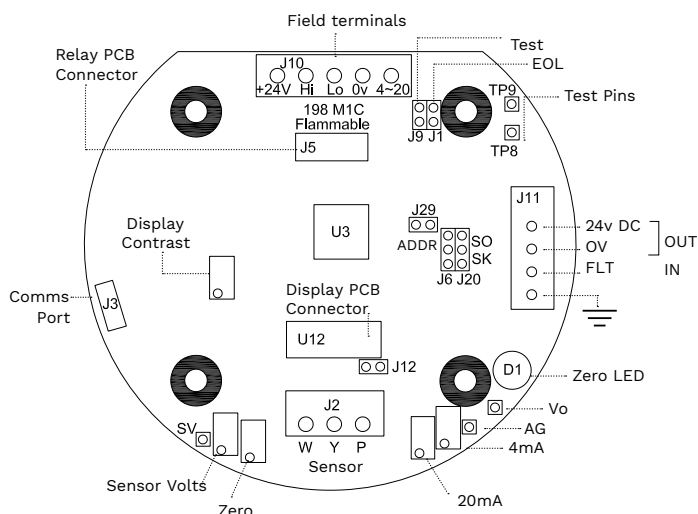 Field terminals
Relay PCB
Connector
Test
EOL
J10
+24V Hi Lo 0v 4~20
TP9
Test Pins
198 M1C
Flammable
J9 J1
TP8
J5
J11
J29
24v DC
Display
Contrast
U3
ADDR
SO
OV
OUT
SK
FLT
IN
J6 J20
Comms
Port
J3
Display PCB
Connector
U12
J12
D1
Zero LED
J2
Vo
SV
AG
W Y P
4mA
Sensor
Sensor Volts
20mA
Zero